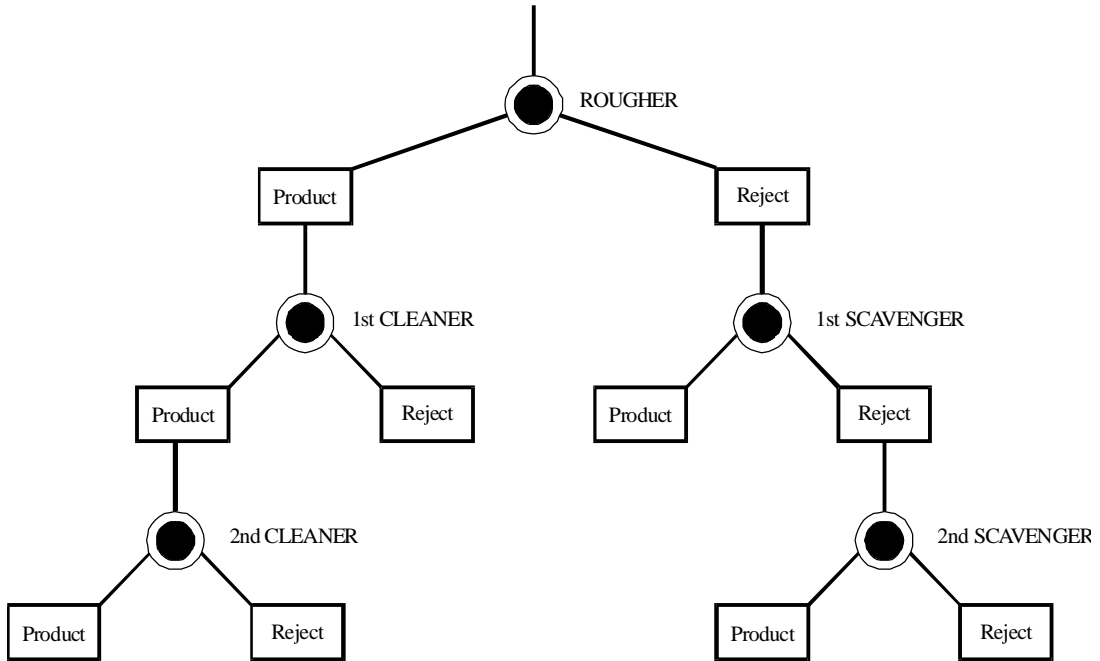 ROUGHER
Product
Reject
1st CLEANER
1st SCAVENGER
Product
Reject
Product
Reject
2nd CLEANER
2nd SCAVENGER
Product
Reject
Product
Reject